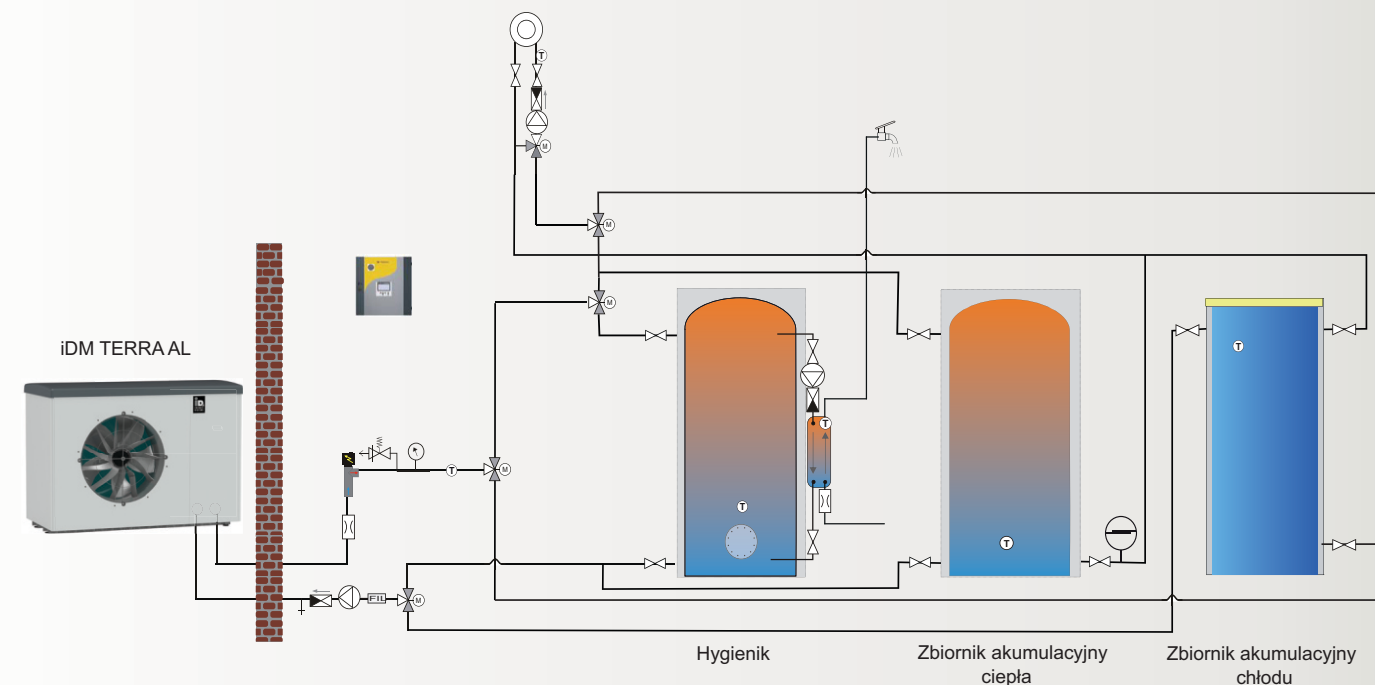 T
M
M
iDM TERRA AL
M
T
T
T
M
T
T
FIL
M
Hygienik
Zbiornik akumulacyjny
ciepła
Zbiornik akumulacyjny
chłodu